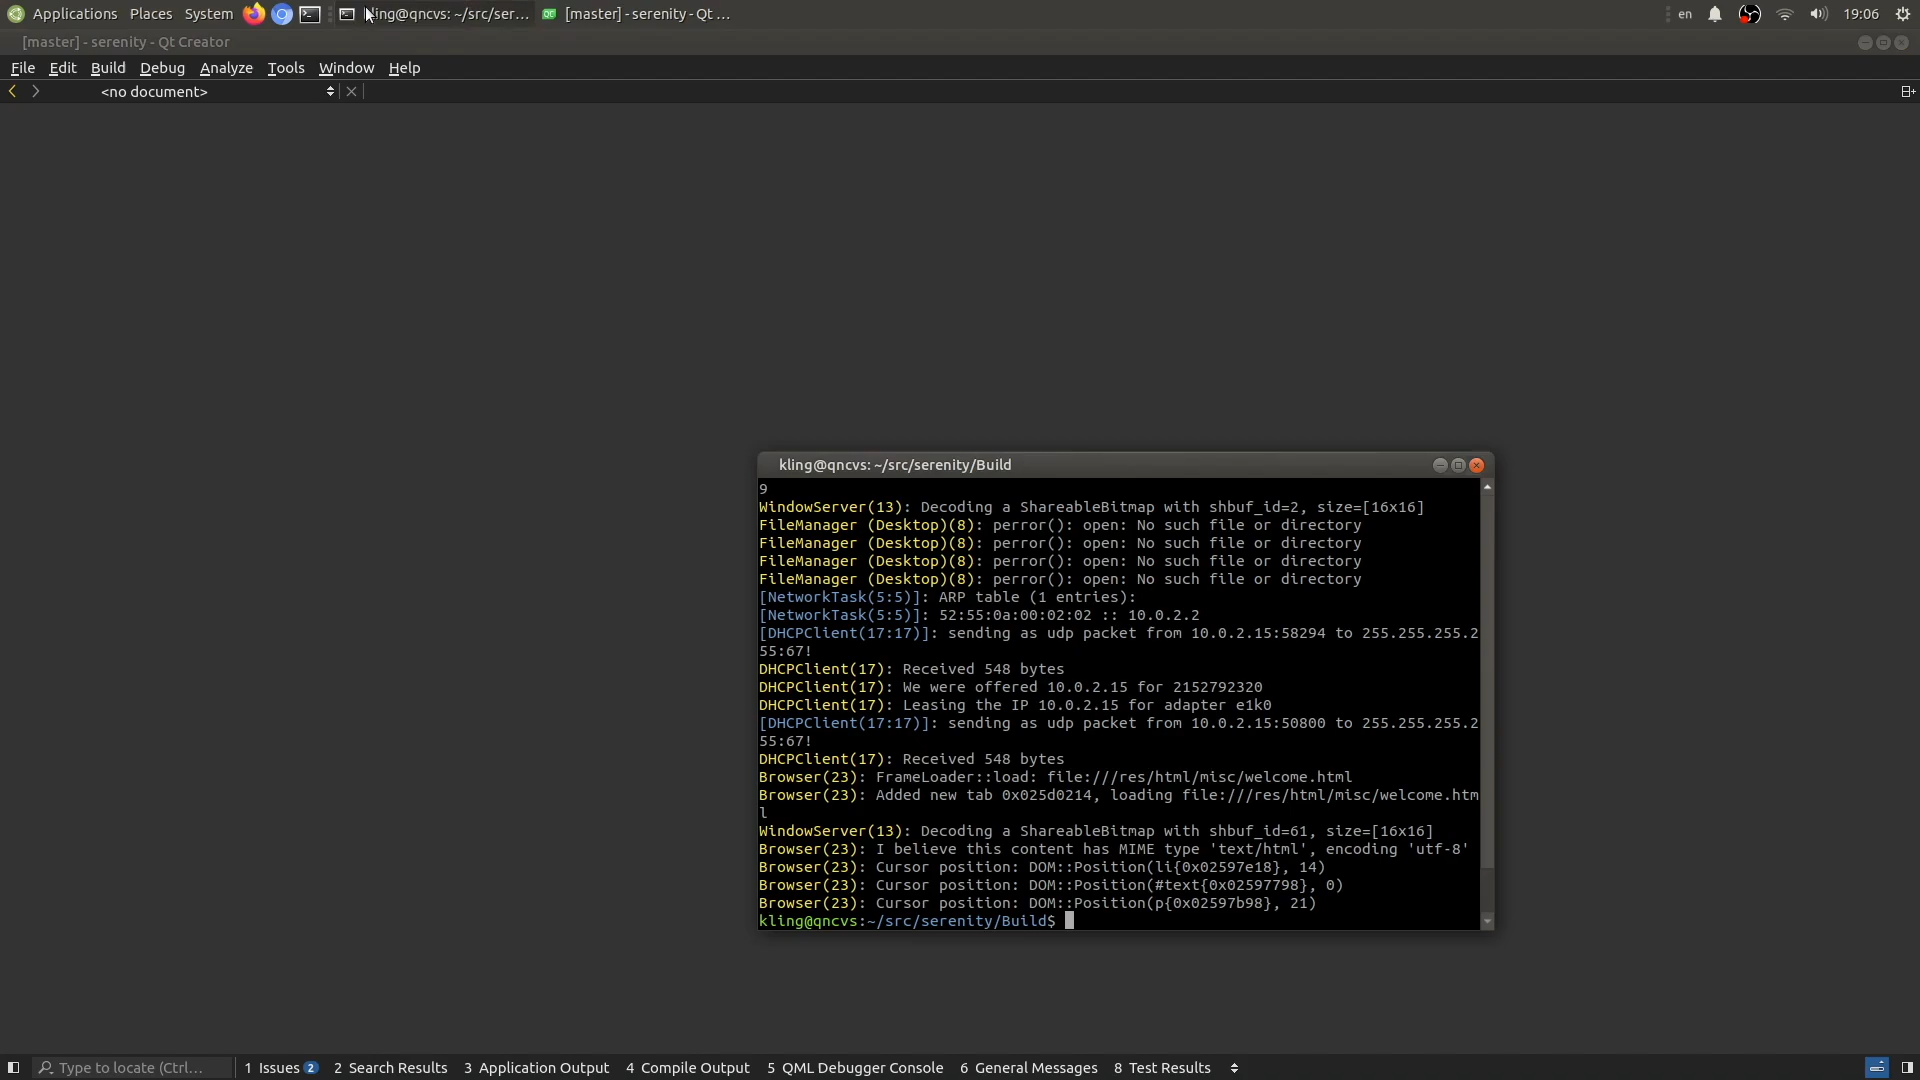 Applications Places System kling@qncvs: ~/src/ser... [master] - serenity - Qt ... en 19:06
[master] - serenity - Qt Creator
File Edit Build Debug Analyze Tools Window Help
<no document>
kling@qncvs: ~/src/serenity/Build
9
WindowServer(13): Decoding a ShareableBitmap with shbuf_id=2, size=[16x16]
FileManager (Desktop)(8): perror(): open: No such file or directory
FileManager (Desktop)(8): perror(): open: No such file or directory
FileManager (Desktop)(8): perror(): open: No such file or directory
FileManager (Desktop)(8): perror(): open: No such file or directory
[NetworkTask(5:5)]: ARP table (1 entries):
[NetworkTask(5:5)]: 52:55:0a:00:02:02 :: 10.0.2.2
[DHCPClient(17:17)]: sending as udp packet from 10.0.2.15:58294 to 255.255.255.2
55:67!
DHCPClient(17): Received 548 bytes
DHCPClient(17): We were offered 10.0.2.15 for 2152792320
DHCPClient(17): Leasing the IP 10.0.2.15 for adapter e1k0
[DHCPClient(17:17)]: sending as udp packet from 10.0.2.15:50800 to 255.255.255.2
55:67!
DHCPClient(17): Received 548 bytes
Browser(23): FrameLoader::load: file:///res/html/misc/welcome.html
Browser(23): Added new tab 0x025d0214, loading file:///res/html/misc/welcome.htm
l
WindowServer(13): Decoding a ShareableBitmap with shbuf_id=61, size=[16x16]
Browser(23): I believe this content has MIME type 'text/html', encoding 'utf-8'
Browser(23): Cursor position: DOM::Position(li{0x02597e18}, 14)
Browser(23): Cursor position: DOM::Position(#text{0x02597798}, 0)
Browser(23): Cursor position: DOM::Position(p{0x02597b98}, 21)
kling@qncvs:~/src/serenity/Build$
Type to locate (Ctrl... 1 Issues 2 2 Search Results 3 Application Output 4 Compile Output 5 QML Debugger Console 6 General Messages 8 Test Results